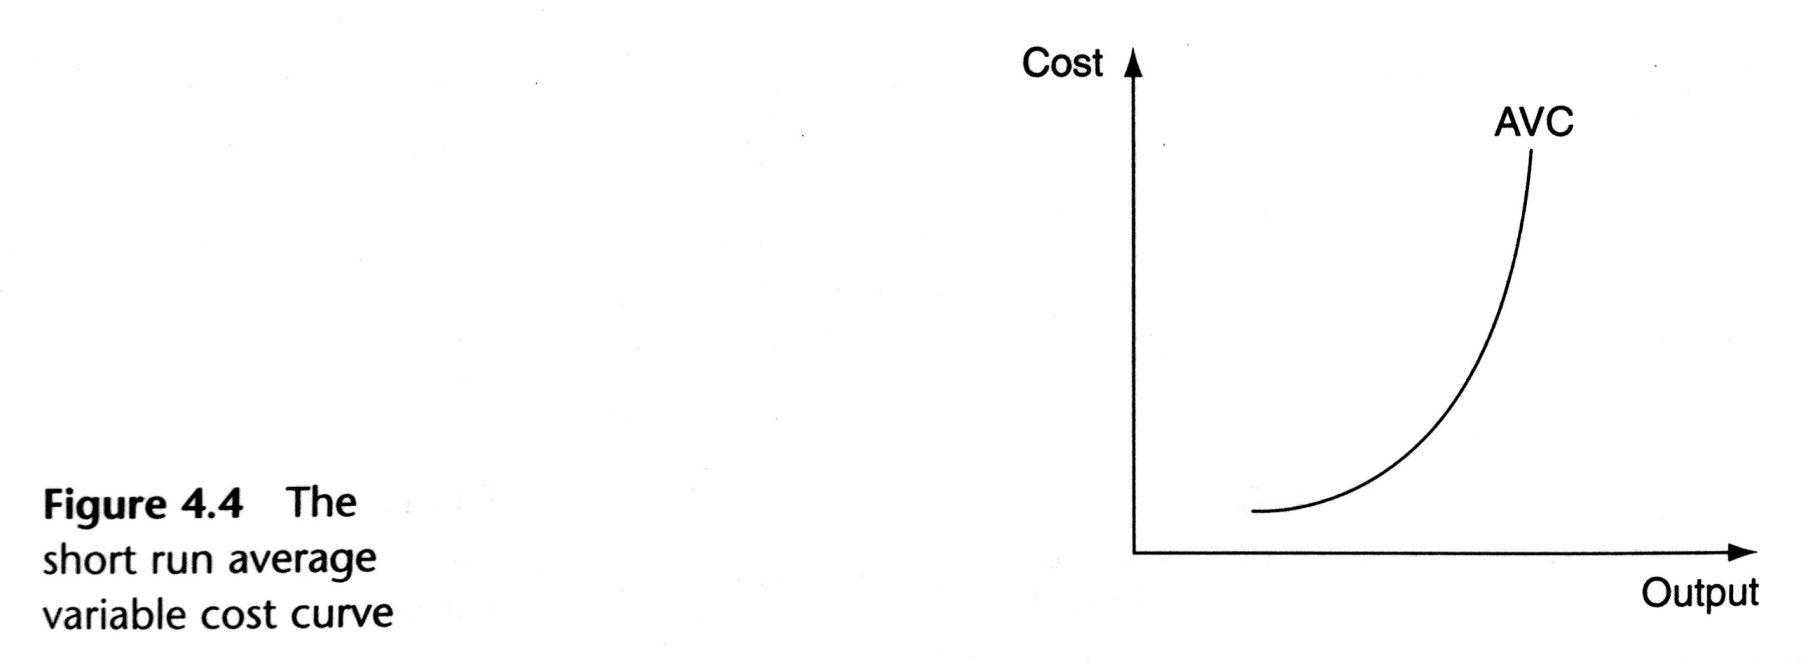 Cost
AVC
Figure 4.4 The
short run average
variable cost curve
Output